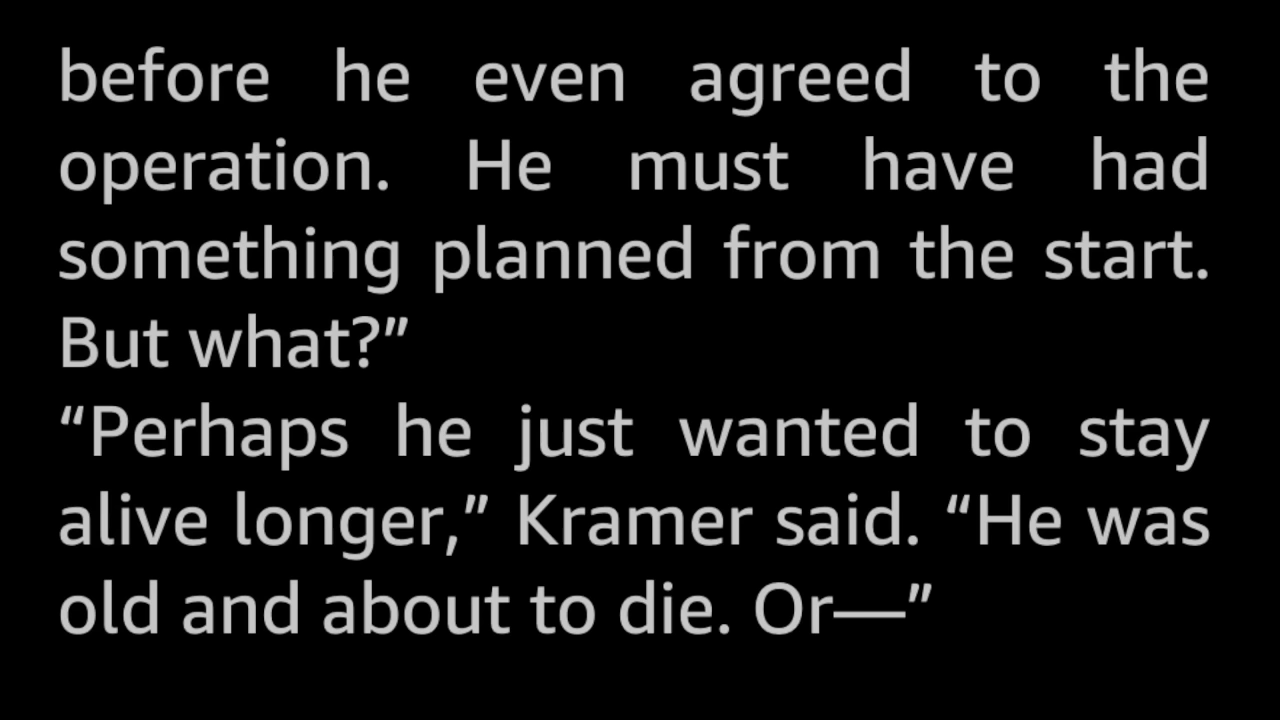 before he even agreed to the
operation. He must have had
something planned from the start.
But what?”
“Perhaps he just wanted to stay
alive longer,” Kramer said. “He was
old and about to die. Or—”